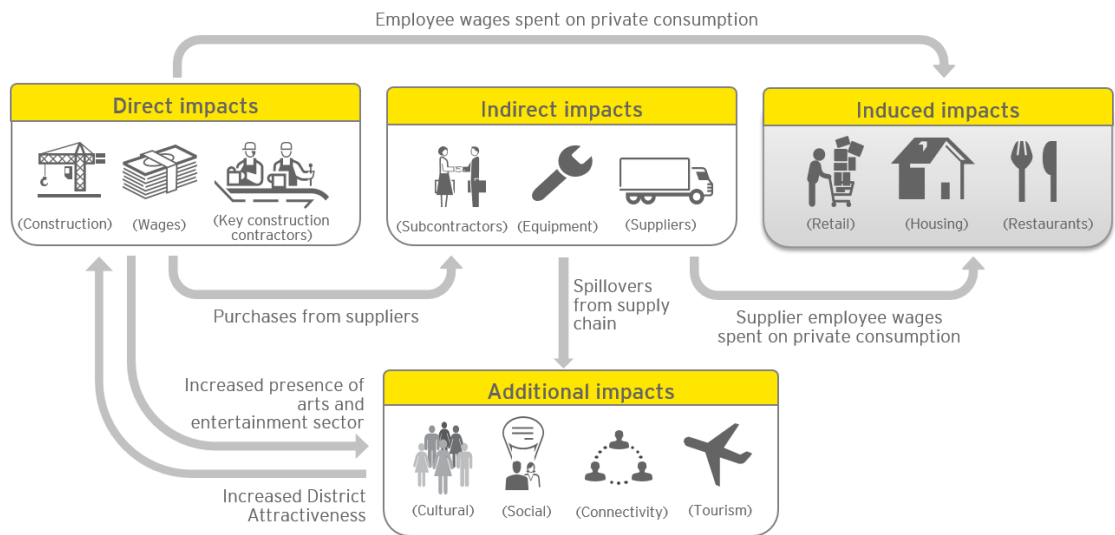 Employee wages spent on private consumption
Direct impacts
(Construction)
(Wages)
(Key construction
contractors)
Indirect impacts
(Subcontractors)
(Equipment)
(Suppliers)
Induced impacts
(Retail)
(Housing)
(Restaurants)
Purchases from suppliers
Spillovers
from supply
chain
Supplier employee wages
spent on private consumption
Increased presence of
arts and
entertainment sector
Increased District
Attractiveness
Additional impacts
(Cultural)
(Social)
(Connectivity)
(Tourism)